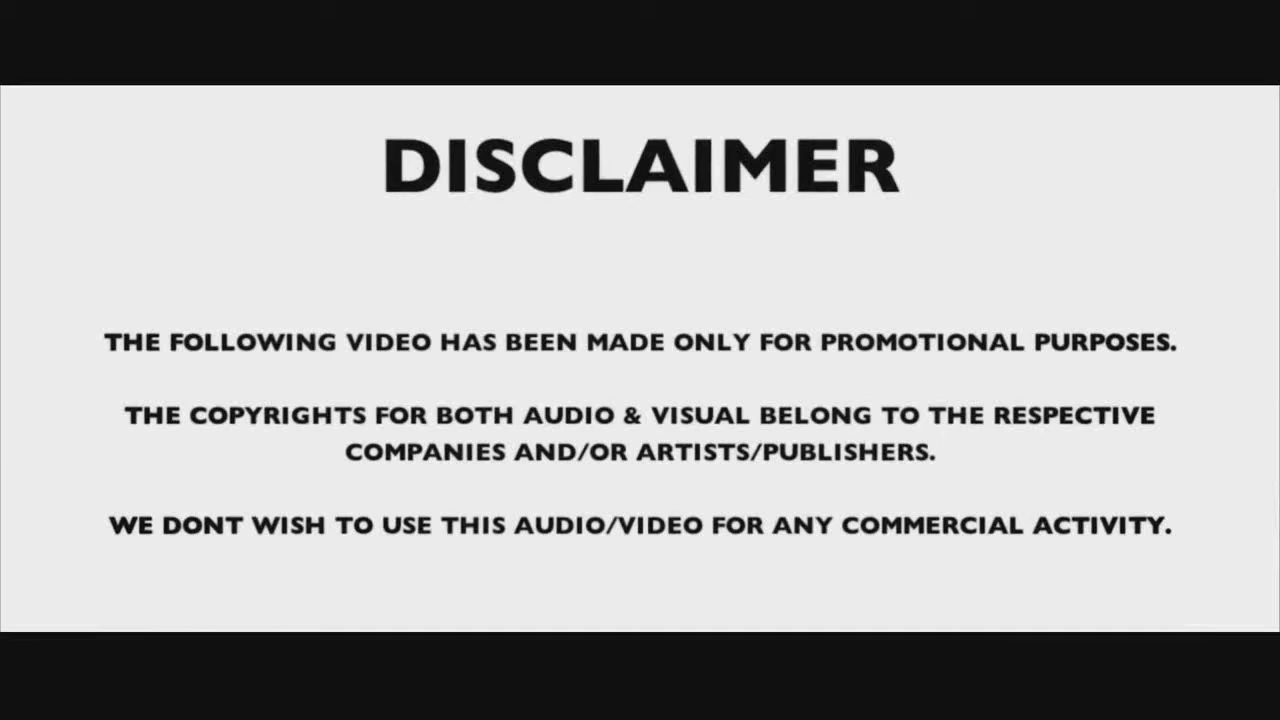 DISCLAIMER
THE FOLLOWING VIDEO HAS BEEN MADE ONLY FOR PROMOTIONAL PURPOSES.
THE COPYRIGHTS FOR BOTH AUDIO & VISUAL BELONG TO THE RESPECTIVE
COMPANIES AND/OR ARTISTS/PUBLISHERS.
WE DONT WISH TO USE THIS AUDIO/VIDEO FOR ANY COMMERCIAL ACTIVITY.